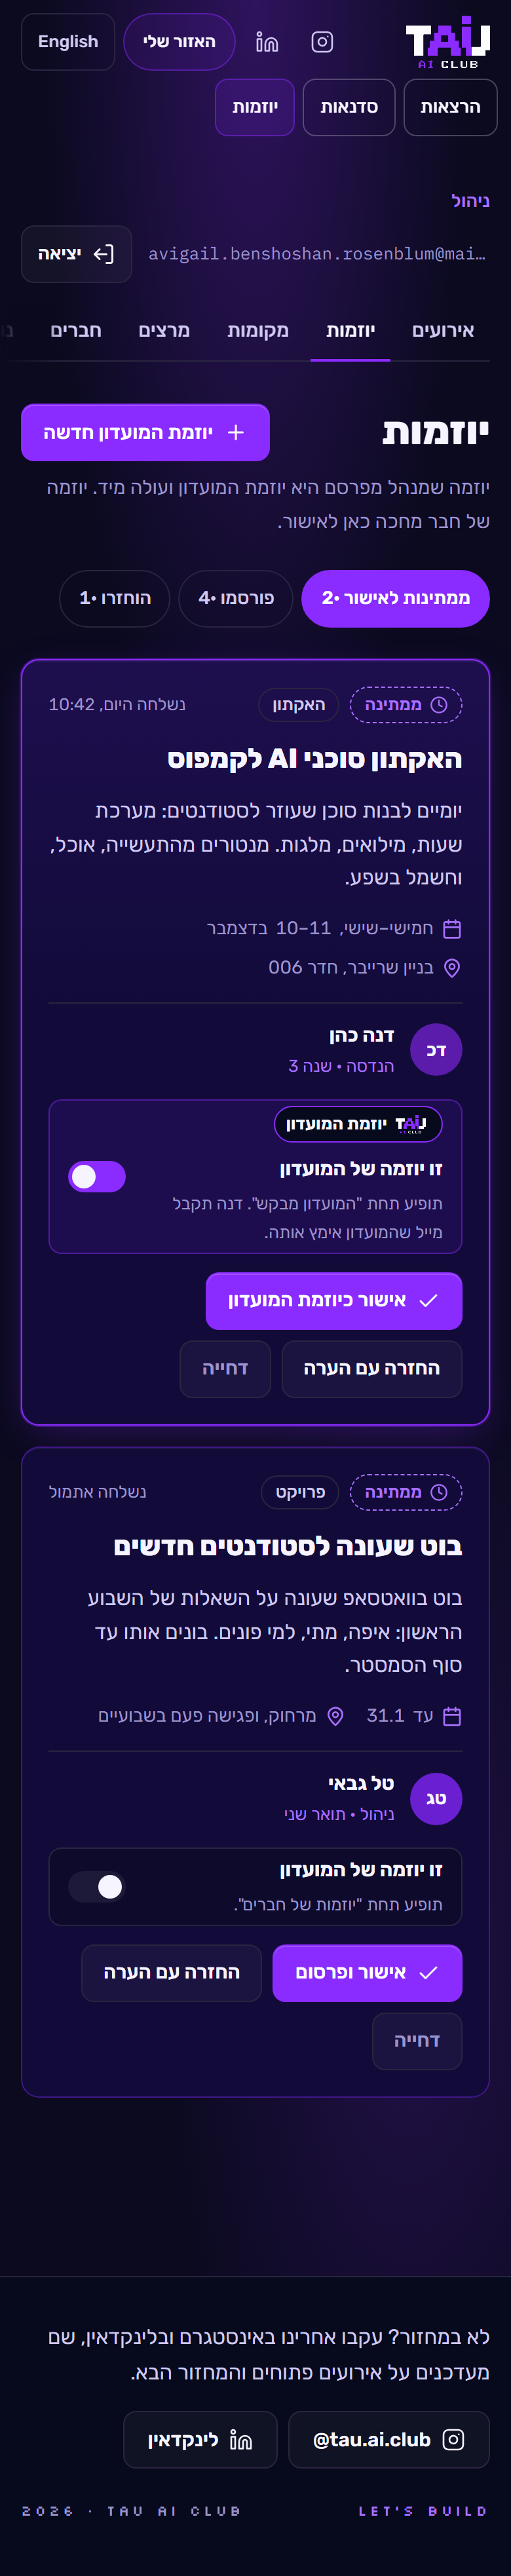 TAU
AI CLUB
האזור שלי
English
הרצאות
סדנאות
יוזמות
ניהול
avigail.benshoshan.rosenblum@mai…
יציאה
אירועים
יוזמות
מקומות
מרצים
חברים
יוזמות
יוזמת המועדון חדשה
יוזמה שמנהל מפרסם היא יוזמת המועדון ועולה מיד. יוזמה
של חבר מחכה כאן לאישור.
ממתינות לאישור •2
פורסמו •4
הוחזרו •1
ממתינה
האקתון
נשלחה היום, 10:42
האקתון סוכני AI לקמפוס
יומיים לבנות סוכן שעוזר לסטודנטים: מערכת
שעות, מילואים, מלגות. מנטורים מהתעשייה, אוכל,
וחשמל בשפע.
חמישי–שישי, 10–11 בדצמבר
בניין שרייבר, חדר 006
דכ
דנה כהן
הנדסה • שנה 3
TAU
AI CLUB
יוזמת המועדון
זו יוזמה של המועדון
תופיע תחת "המועדון מבקש". דנה תקבל
מייל שהמועדון אימץ אותה.
אישור כיוזמת המועדון
החזרה עם הערה
דחייה
ממתינה
פרויקט
נשלחה אתמול
בוט שעונה לסטודנטים חדשים
בוט בוואטסאפ שעונה על השאלות של השבוע
הראשון: איפה, מתי, למי פונים. בונים אותו עד
סוף הסמסטר.
עד 31.1
מרחוק, ופגישה פעם בשבועיים
טג
טל גבאי
ניהול • תואר שני
זו יוזמה של המועדון
תופיע תחת "יוזמות של חברים".
אישור ופרסום
החזרה עם הערה
דחייה
לא במחזור? עקבו אחרינו באינסטגרם ובלינקדאין, שם
מעדכנים על אירועים פתוחים והמחזור הבא.
@tau.ai.club
לינקדאין
LET'S BUILD
2026 · TAU AI CLUB